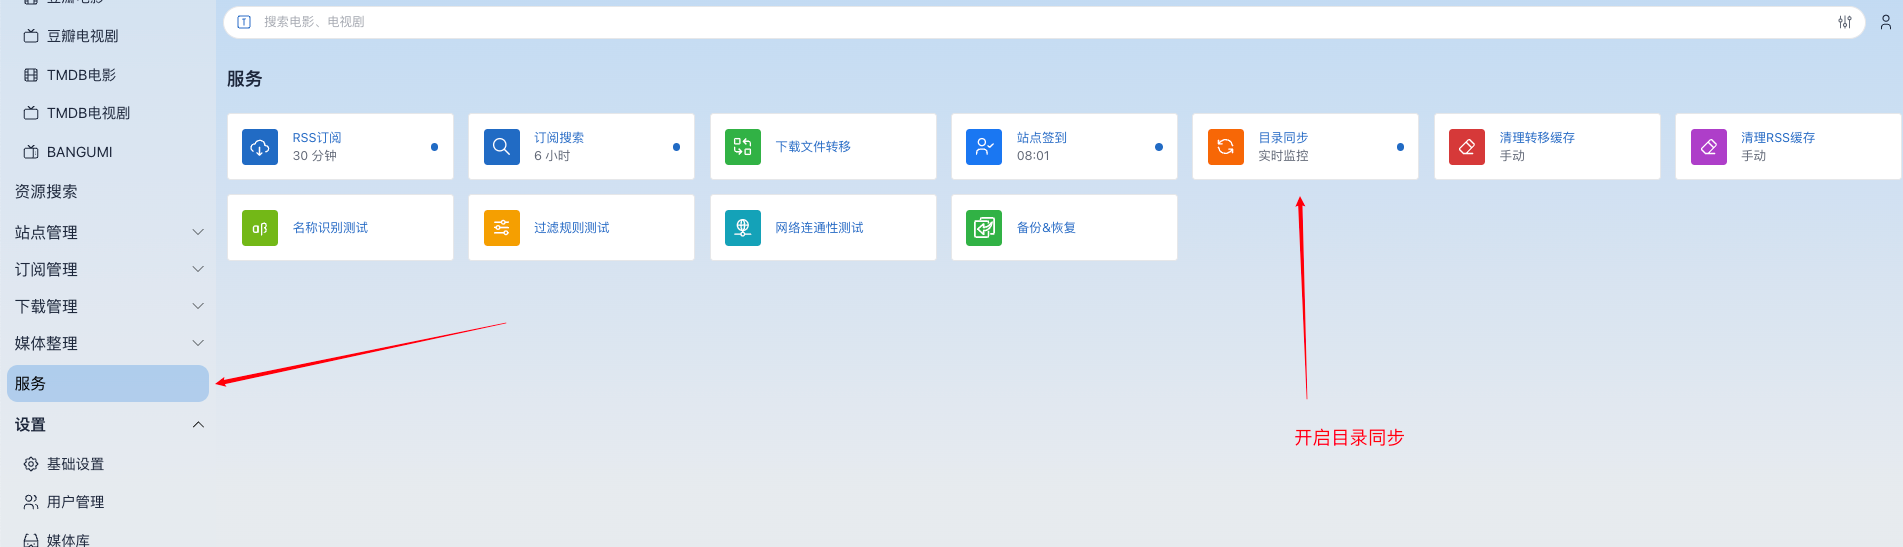 豆瓣电影
豆瓣电视剧
TMDB电影
TMDB电视剧
BANGUMI
资源搜索
站点管理
订阅管理
下载管理
媒体整理
服务
设置
基础设置
用户管理
媒体库
搜索电影、电视剧
服务
RSS订阅
30 分钟
订阅搜索
6 小时
下载文件转移
站点签到
08:01
目录同步
实时监控
清理转移缓存
手动
清理RSS缓存
手动
αβ
名称识别测试
过滤规则测试
网络连通性测试
备份&恢复
开启目录同步